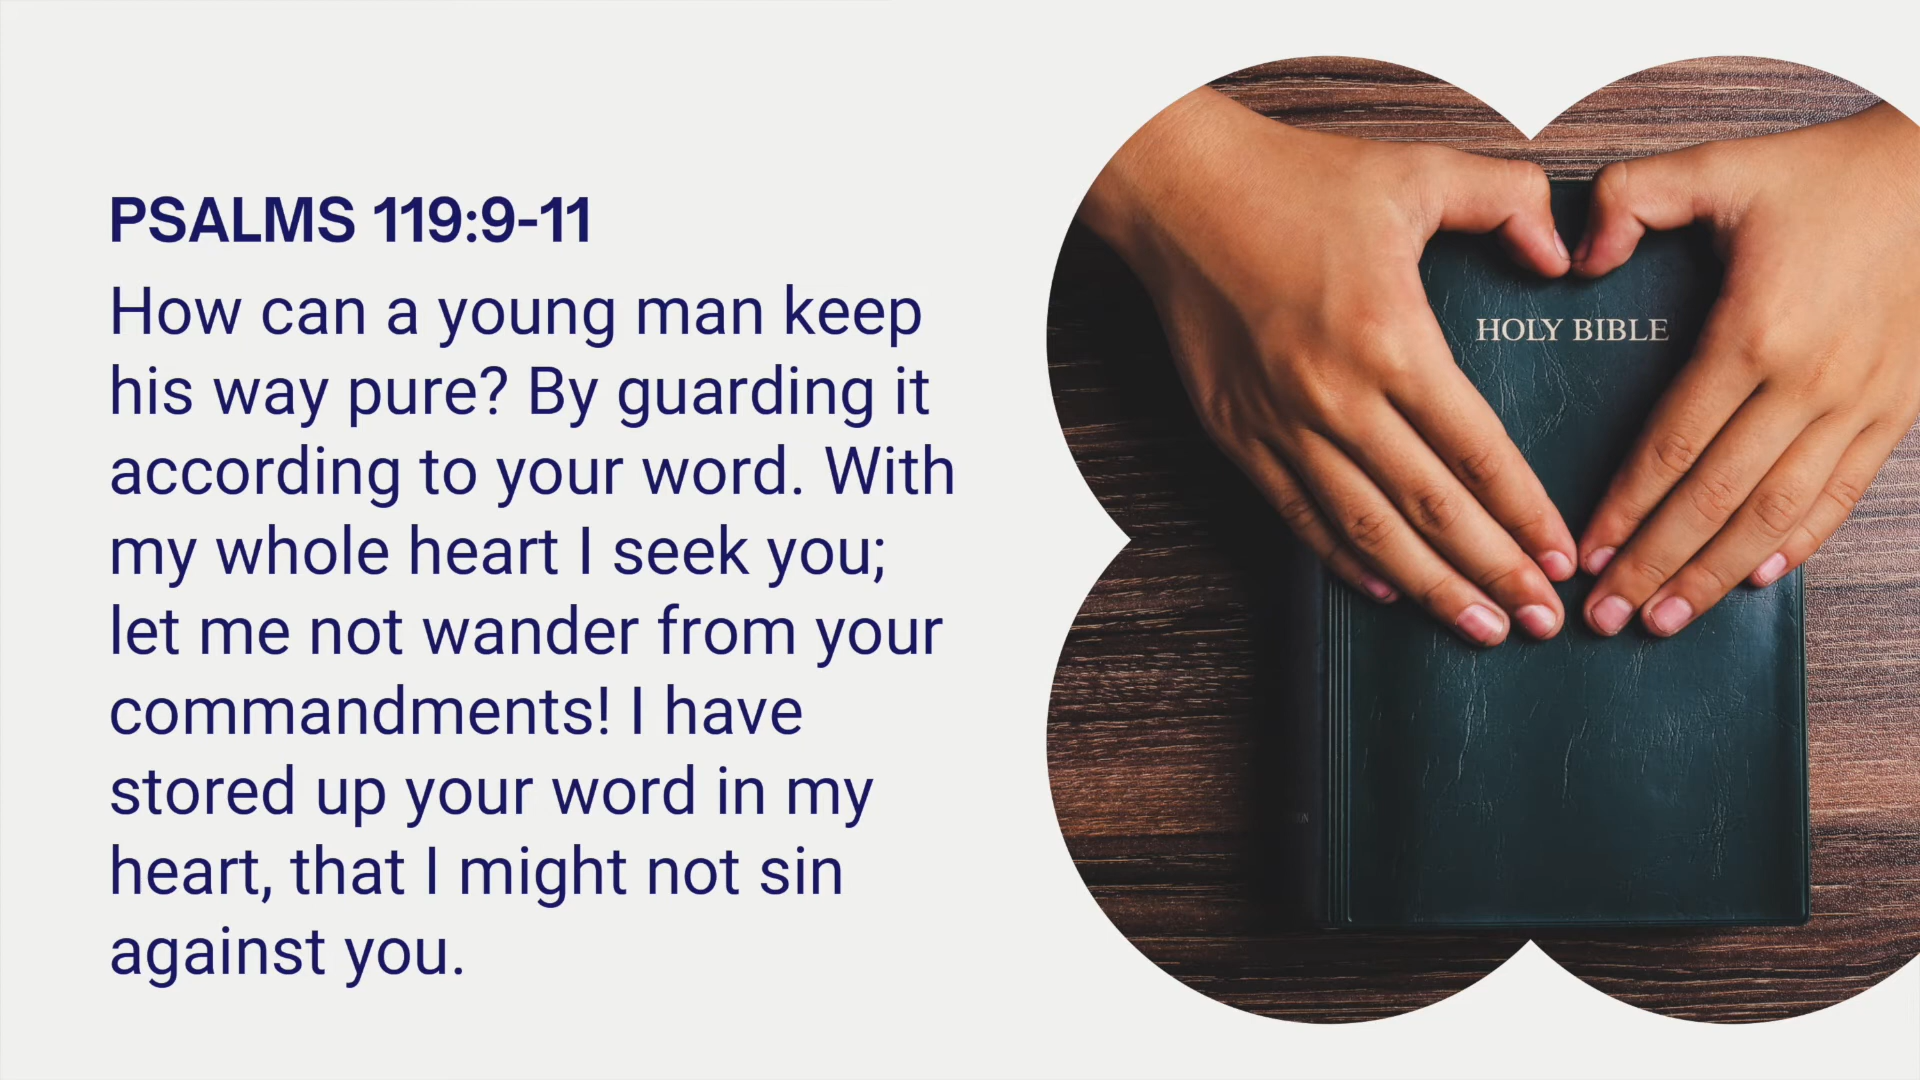 PSALMS 119:9-11
How can a young man keep
his way pure? By guarding it
according to your word. With
my whole heart I seek you;
let me not wander from your
commandments! I have
stored up your word in my
heart, that I might not sin
against you.
HOLY BIBLE